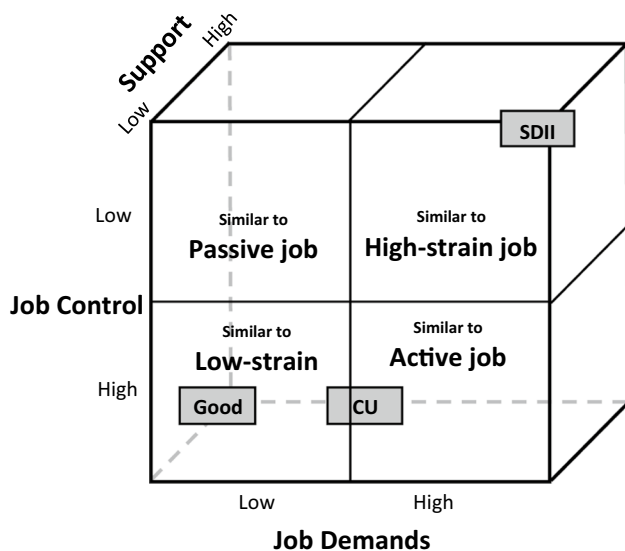 High
Support
Low
SDII
Low
Similar to
Passive job
Similar to
High-strain job
Job Control
Similar to
Low-strain
Similar to
Active job
High
Good
CU
Low
High
Job Demands